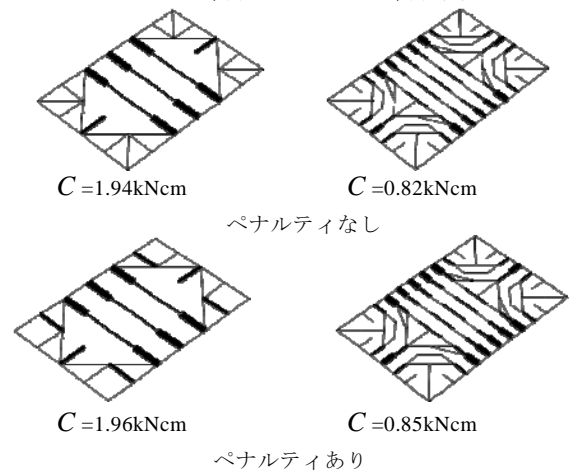 C =1.94kNcm
C =0.82kNcm
ペナルティなし
C =1.96kNcm
C =0.85kNcm
ペナルティあり